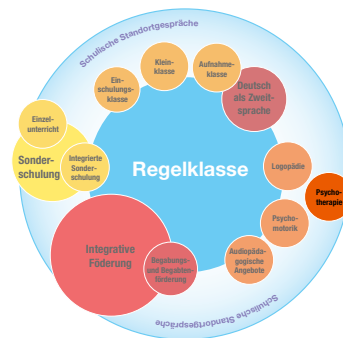 Schulische Standortgespräche
Klein-
klasse
Aufnahme-
klasse
Ein-
schulungs-
klasse
Deutsch
als Zweit-
sprache
Einzel-
unterricht
Sonder-
schulung
Integrierte
Sonder-
schulung
Regelklasse
Logopädie
Psycho-
therapie
Psycho-
motorik
Integrative
Föderung
Begabungs-
und Begabten-
förderung
Audiopäda-
gogische
Angebote
Schulische Standortgespräche